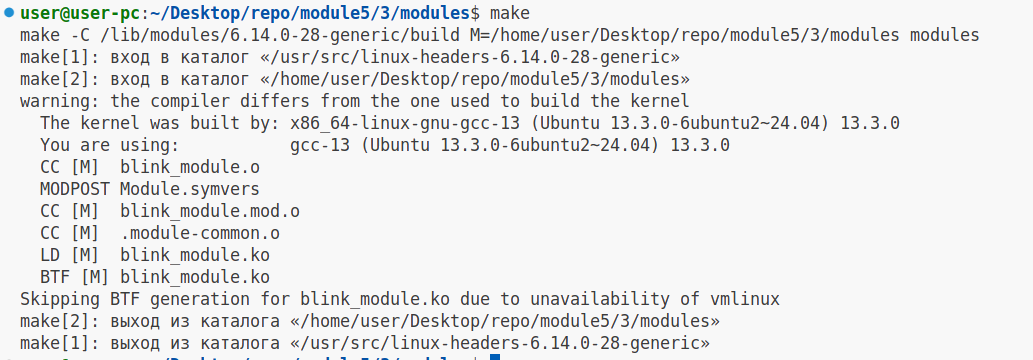 user@user-pc:~/Desktop/repo/module5/3/modules$ make
make -C /lib/modules/6.14.0-28-generic/build M=/home/user/Desktop/repo/module5/3/modules modules
make[1]: вход в каталог «/usr/src/linux-headers-6.14.0-28-generic»
make[2]: вход в каталог «/home/user/Desktop/repo/module5/3/modules»
warning: the compiler differs from the one used to build the kernel
  The kernel was built by: x86_64-linux-gnu-gcc-13 (Ubuntu 13.3.0-6ubuntu2~24.04) 13.3.0
  You are using:           gcc-13 (Ubuntu 13.3.0-6ubuntu2~24.04) 13.3.0
  CC [M]  blink_module.o
  MODPOST Module.symvers
  CC [M]  blink_module.mod.o
  CC [M]  .module-common.o
  LD [M]  blink_module.ko
  BTF [M] blink_module.ko
Skipping BTF generation for blink_module.ko due to unavailability of vmlinux
make[2]: выход из каталога «/home/user/Desktop/repo/module5/3/modules»
make[1]: выход из каталога «/usr/src/linux-headers-6.14.0-28-generic»